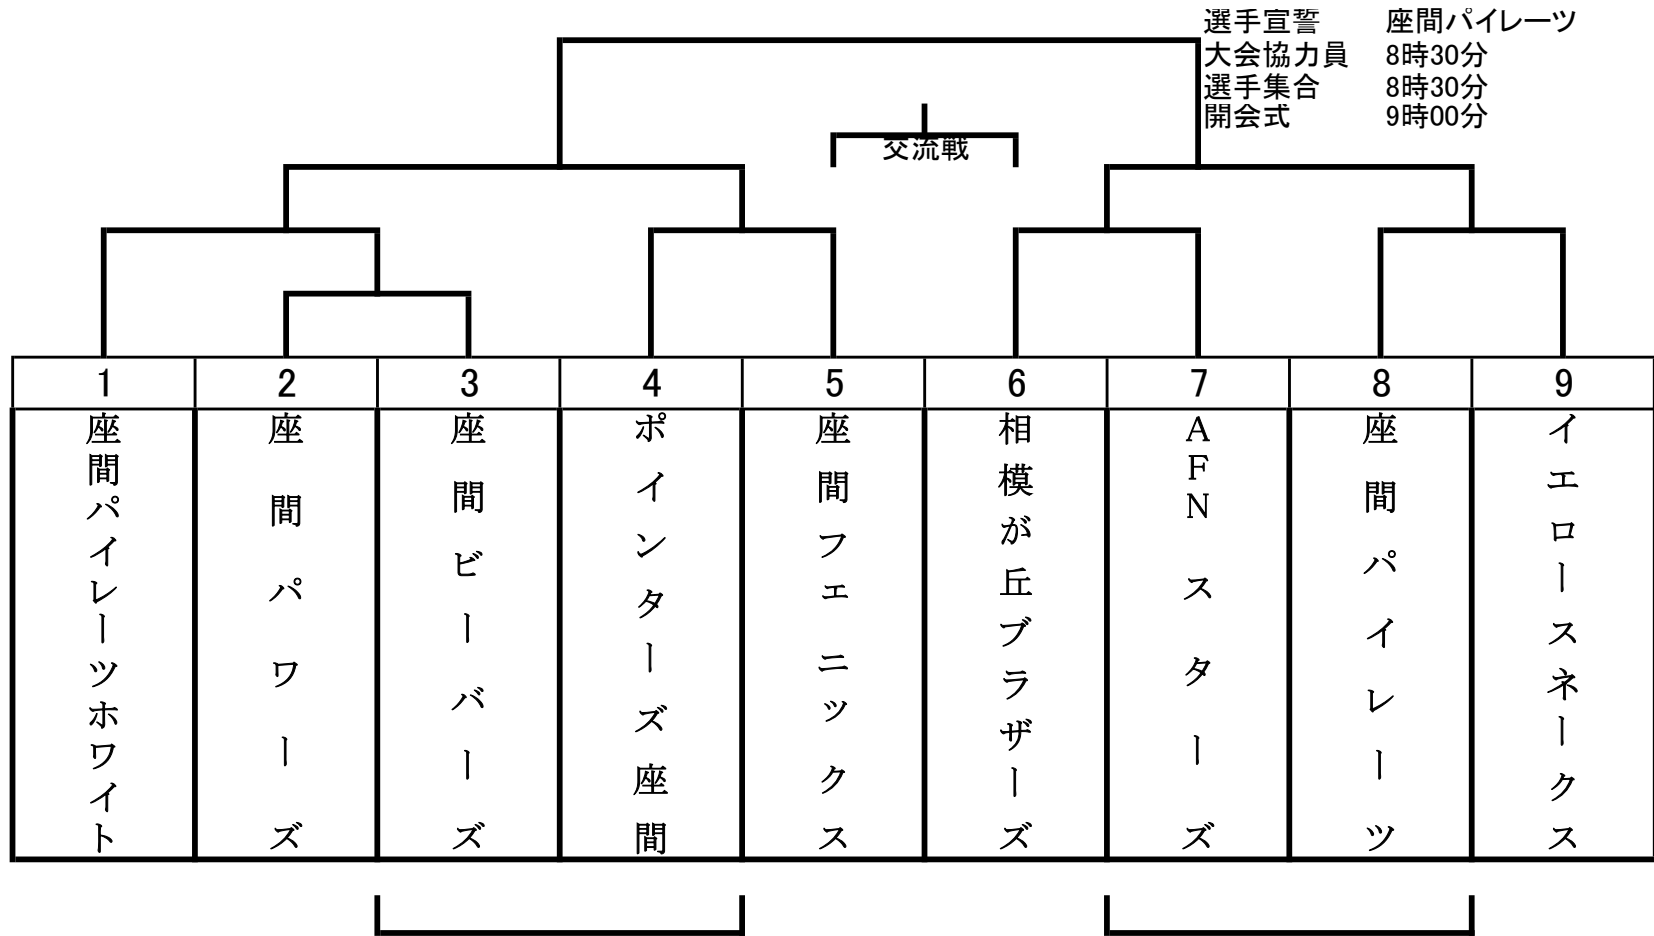 選手宣誓 座間パイレーツ
大会協力員 8時30分
選手集合 8時30分
開会式 9時00分
交流戦
1 2 3 4 5 6 7 8 9
座間パイレーツホワイト
座間パワーズ
座間ビーバーズ
ポインターズ座間
座間フェニックス
相模が丘ブラザーズ
AFNスターズ
座間パイレーツ
イエロースネークス